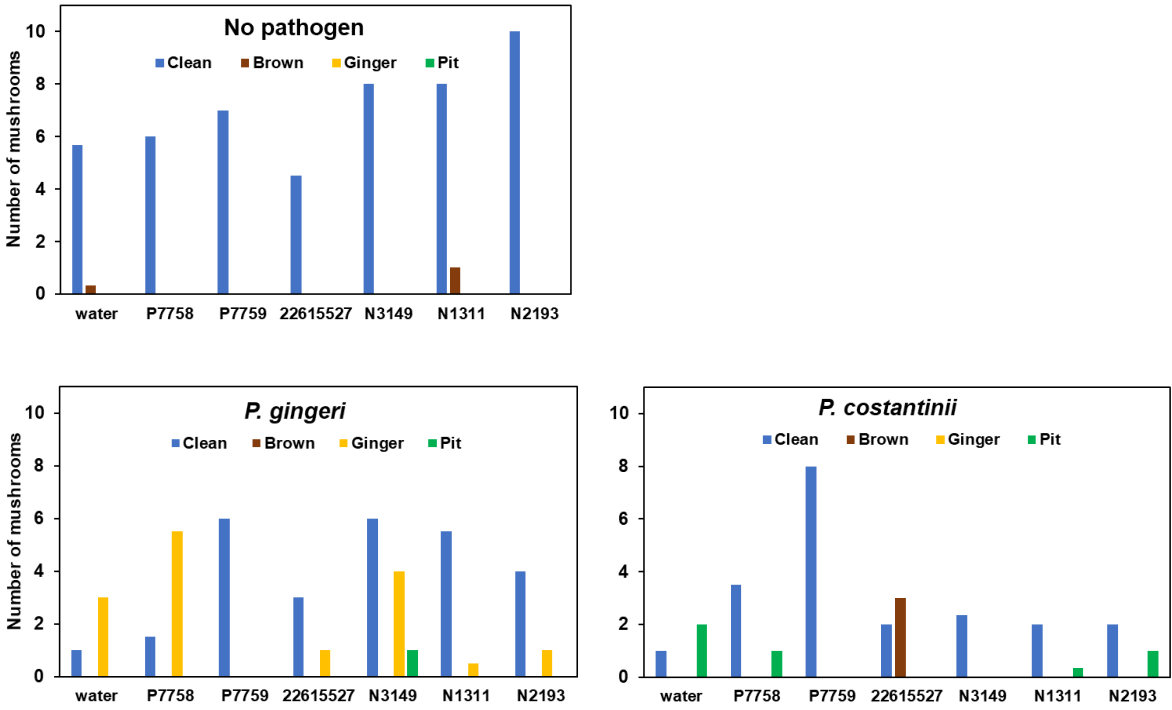 No pathogen
Clean Brown Ginger Pit
Number of mushrooms
10
8
6
4
2
0
water P7758 P7759 22615527 N3149 N1311 N2193
P. gingeri
Clean Brown Ginger Pit
Number of mushrooms
10
8
6
4
2
0
water P7758 P7759 22615527 N3149 N1311 N2193
P. costantinii
Clean Brown Ginger Pit
10
8
6
4
2
0
water P7758 P7759 22615527 N3149 N1311 N2193